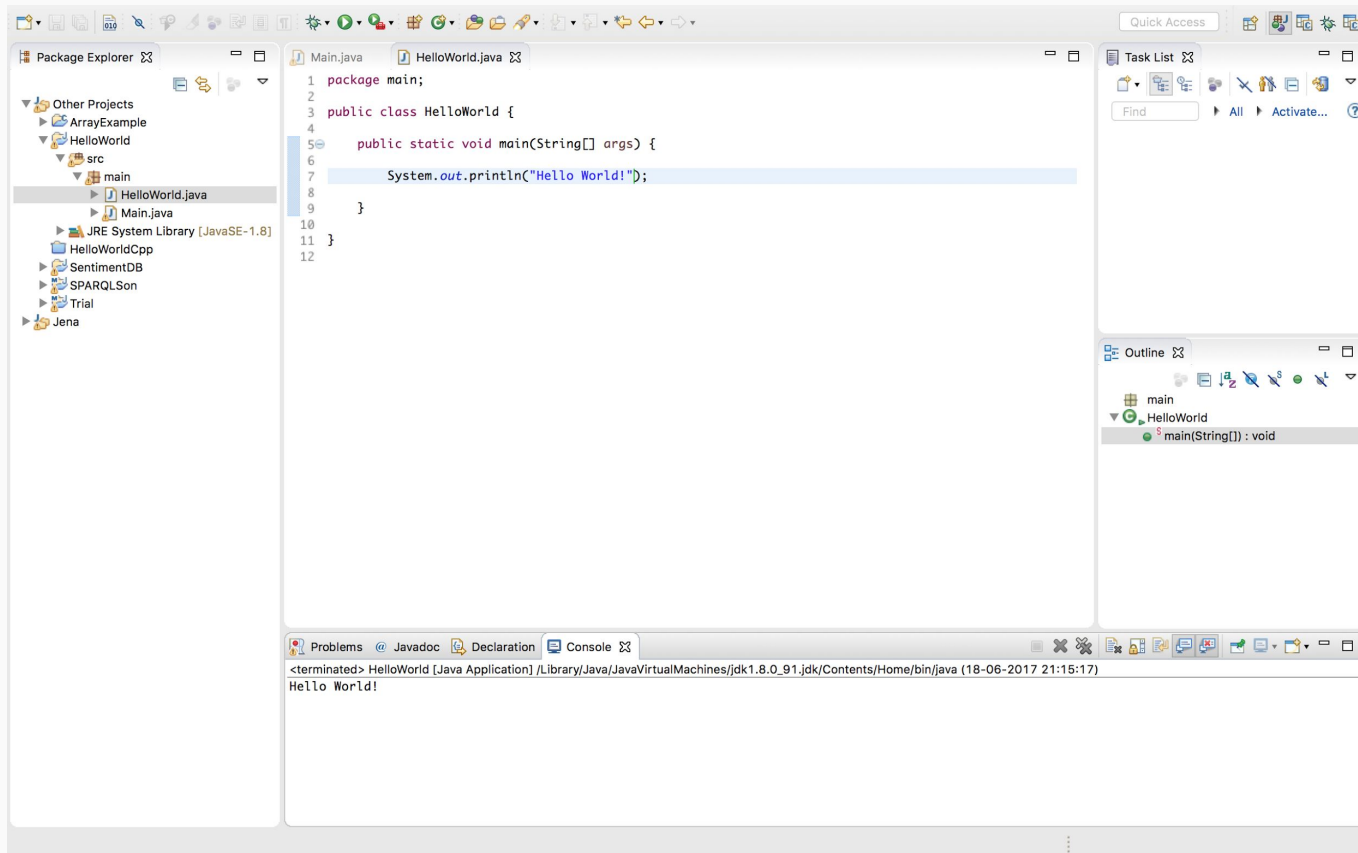 Quick Access
Package Explorer
Other Projects
ArrayExample
HelloWorld
src
main
HelloWorld.java
Main.java
JRE System Library [JavaSE-1.8]
HelloWorldCpp
SentimentDB
SPARQLSon
Trial
Jena
Main.java HelloWorld.java
1 package main;
2
3 public class HelloWorld {
4
5 public static void main(String[] args) {
6
7 System.out.println("Hello World!");
8
9 }
10
11 }
12
Task List
Find All Activate...
Outline
main
HelloWorld
main(String[]) : void
Problems Javadoc Declaration Console
<terminated> HelloWorld [Java Application] /Library/Java/JavaVirtualMachines/jdk1.8.0_91.jdk/Contents/Home/bin/java (18-06-2017 21:15:17)
Hello World!